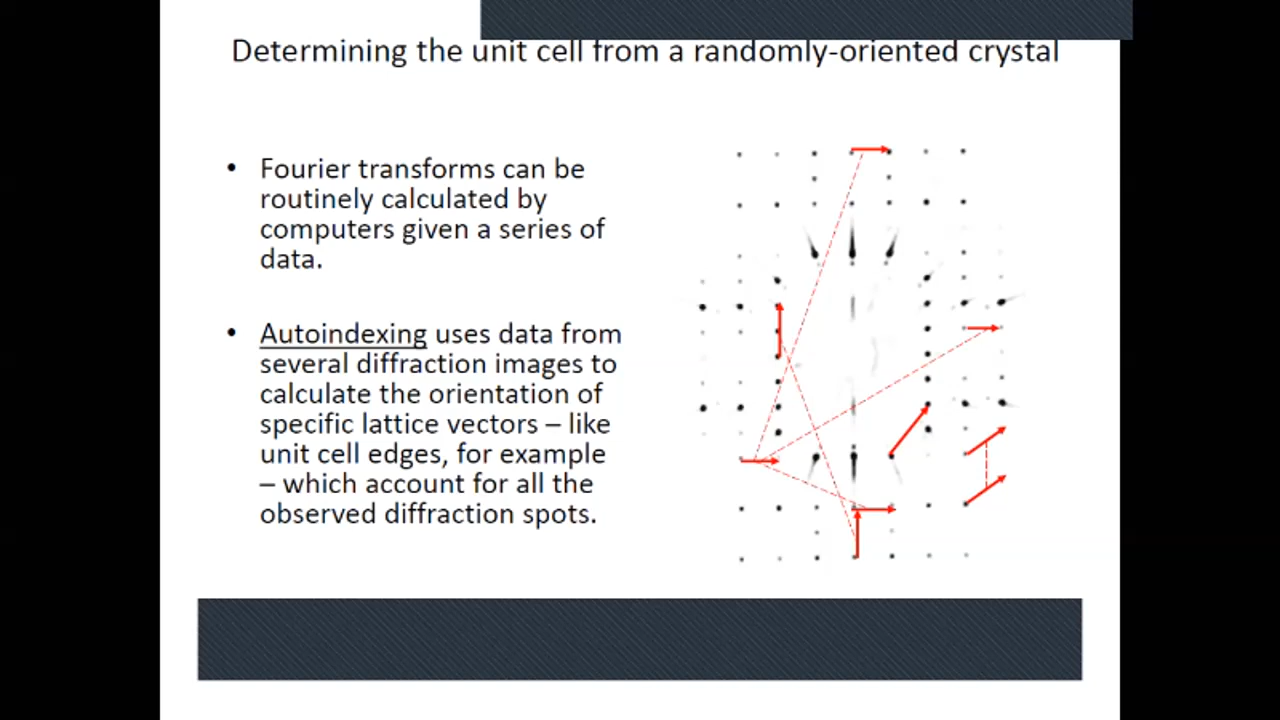 Determining the unit cell from a randomly-oriented crystal
• Fourier transforms can be
routinely calculated by
computers given a series of
data.
• Autoindexing uses data from
several diffraction images to
calculate the orientation of
specific lattice vectors – like
unit cell edges, for example
– which account for all the
observed diffraction spots.